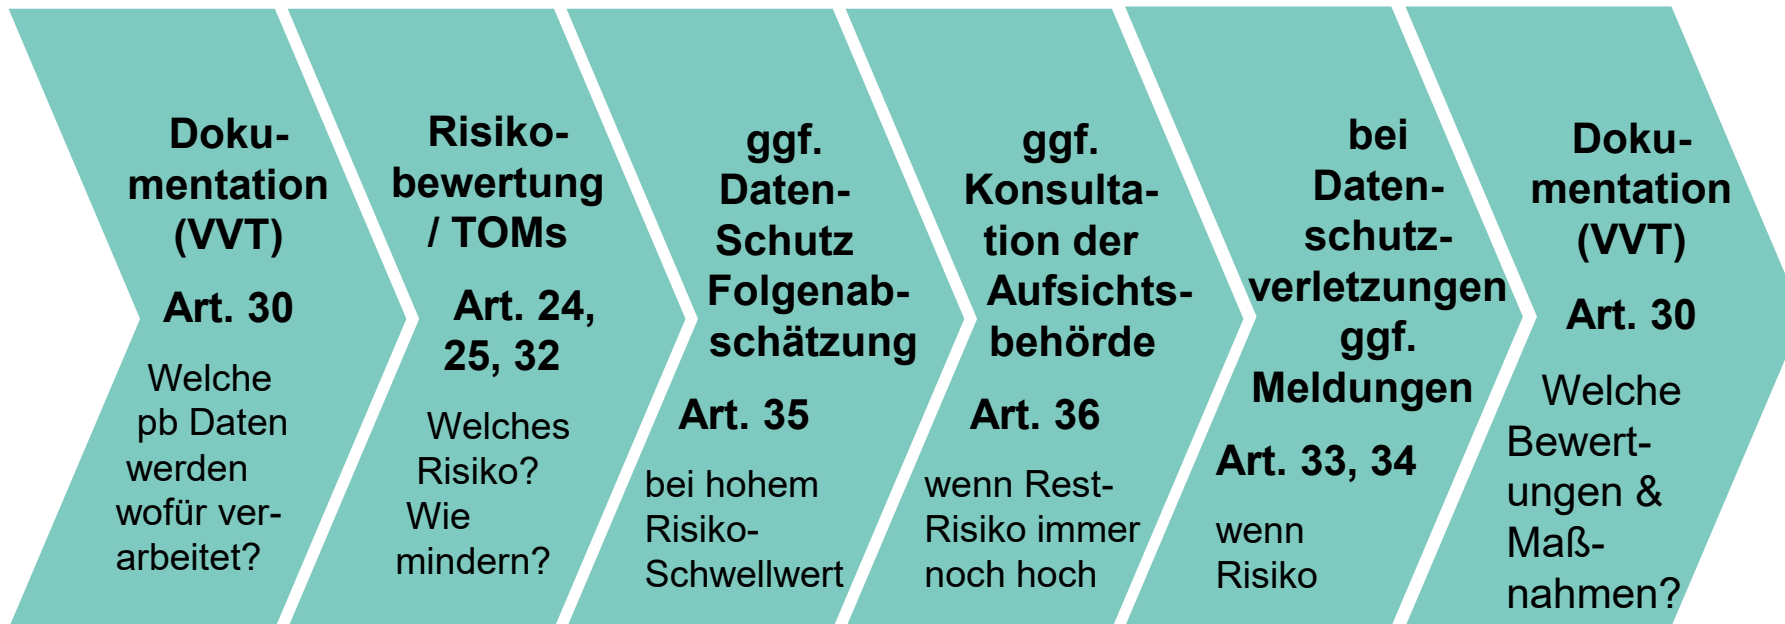 Doku-
mentation
(VVT)
Art. 30
Welche
pb Daten
werden
wofür ver-
arbeitet?
Risiko-
bewertung
/ TOMs
Art. 24,
25, 32
Welches
Risiko?
Wie
mindern?
ggf.
Daten-
Schutz
Folgenab-
schätzung
Art. 35
bei hohem
Risiko-
Schwellwert
ggf.
Konsulta-
tion der
Aufsichts-
behörde
Art. 36
wenn Rest-
Risiko immer
noch hoch
bei
Daten-
schutz-
verletzungen
ggf.
Meldungen
Art. 33, 34
wenn
Risiko
Doku-
mentation
(VVT)
Art. 30
Welche
Bewert-
ungen &
Maß-
nahmen?